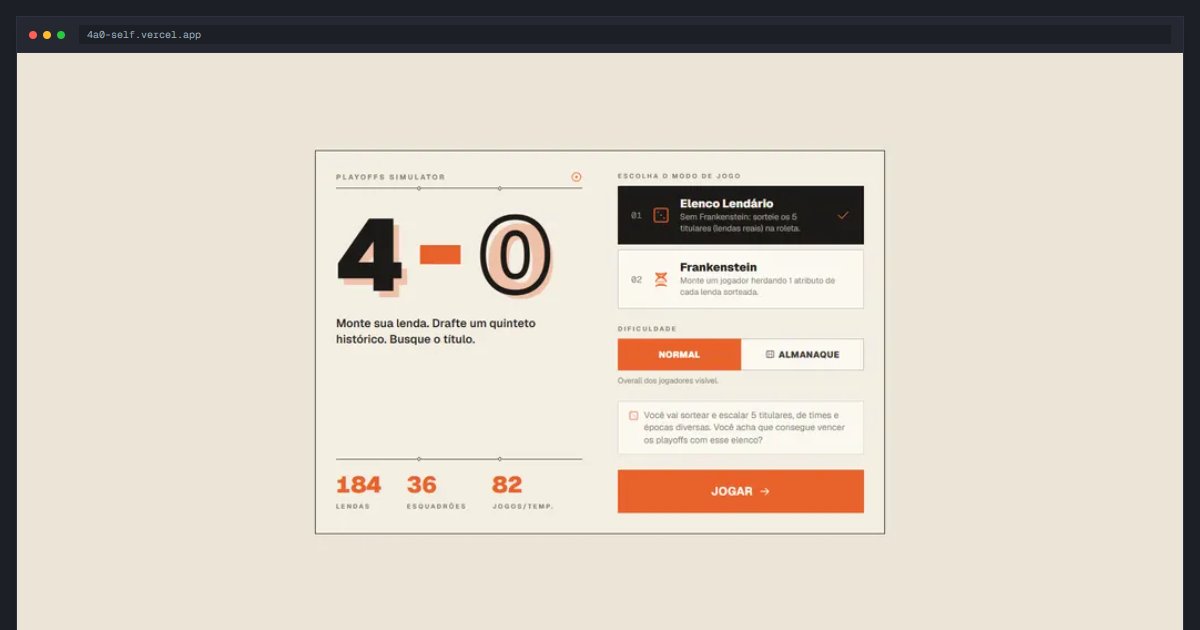 4a0-self.vercel.app
PLAYOFFS SIMULATOR
4-0
Monte sua lenda. Drafte um quinteto
histórico. Busque o título.
184
LENDAS
36
ESQUADRÕES
82
JOGOS/TEMP.
ESCOLHA O MODO DE JOGO
01
Elenco Lendário
Sem Frankenstein: sorteie os 5
titulares (lendas reais) na roleta.
02
Frankenstein
Monte um jogador herdando 1 atributo de
cada lenda sorteada.
DIFICULDADE
NORMAL
ALMANAQUE
Overall dos jogadores visível.
Você vai sortear e escalar 5 titulares, de times e
épocas diversas. Você acha que consegue vencer
os playoffs com esse elenco?
JOGAR →